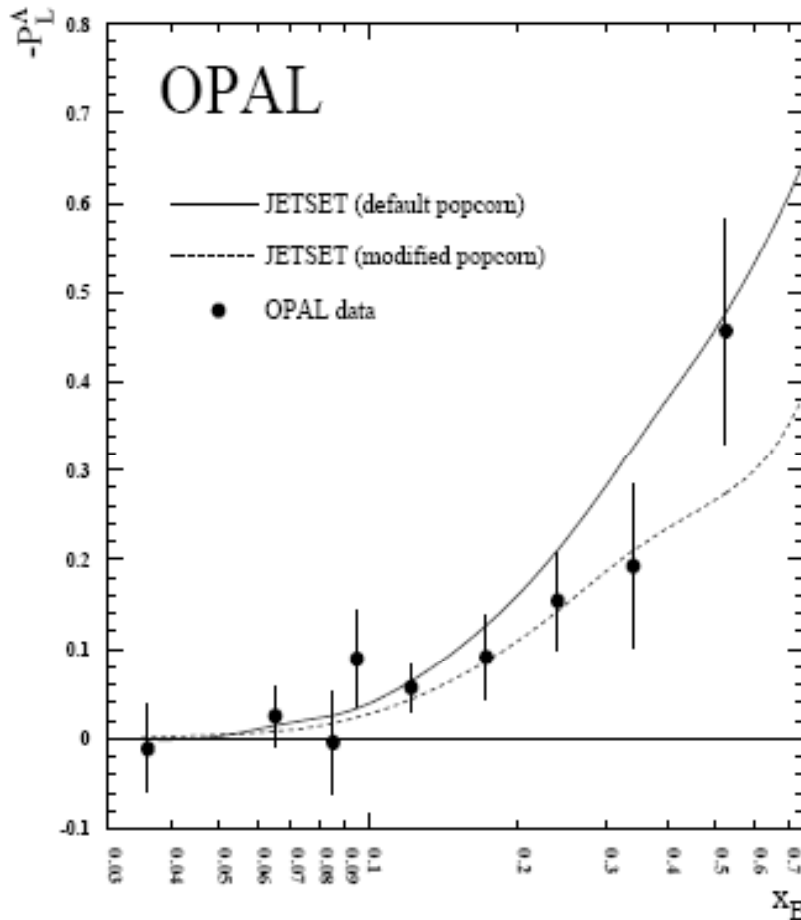 -P_L^Λ
0.8
OPAL
0.7
JETSET (default popcorn)
0.6
JETSET (modified popcorn)
0.5
OPAL data
0.4
0.3
0.2
0.1
0
-0.1
0.03 0.04 0.05 0.06 0.07 0.08 0.09 0.1 0.2 0.3 0.4 0.5 0.6 0.7
x_E